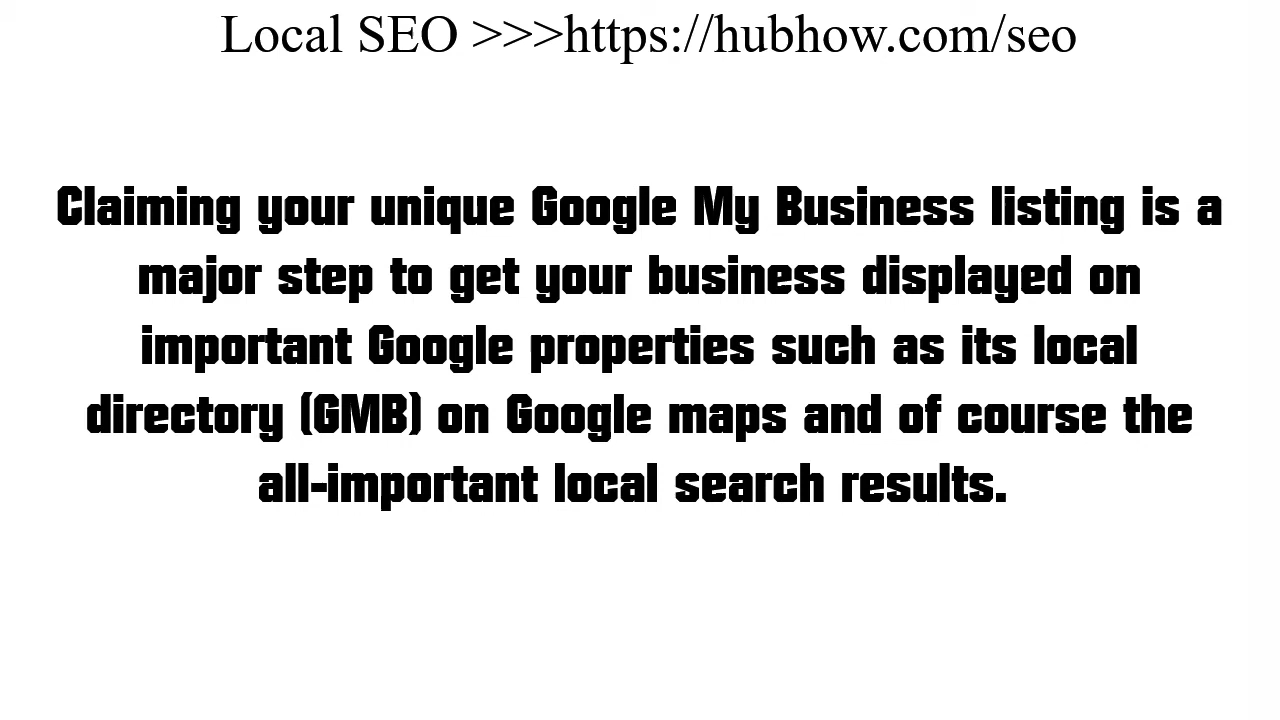 Local SEO >>>https://hubhow.com/seo
Claiming your unique Google My Business listing is a
major step to get your business displayed on
important Google properties such as its local
directory (GMB) on Google maps and of course the
all-important local search results.